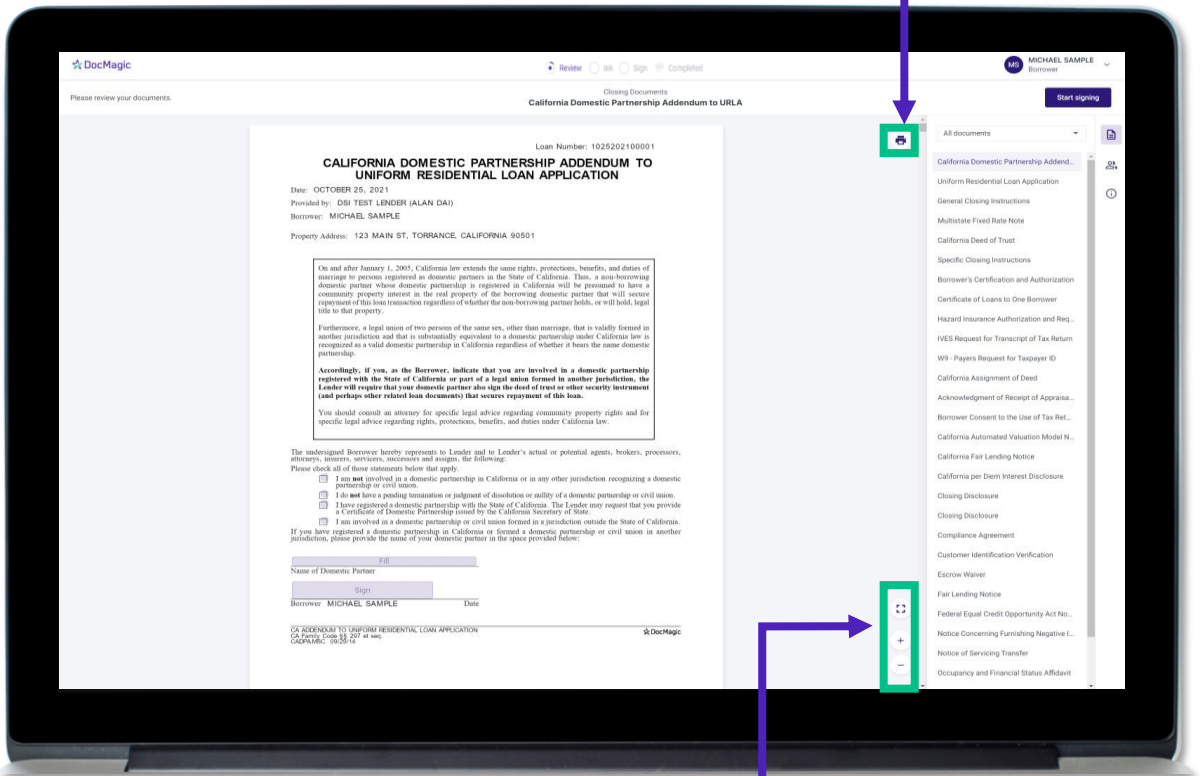 DocMagic
Review Ink Sign Completed
MS MICHAEL SAMPLE
Borrower
Please review your documents.
Closing Documents
California Domestic Partnership Addendum to URLA
Start signing
Loan Number: 1025202100001
CALIFORNIA DOMESTIC PARTNERSHIP ADDENDUM TO
UNIFORM RESIDENTIAL LOAN APPLICATION
Date: OCTOBER 25, 2021
Provided by: DSI TEST LENDER (ALAN DAI)
Borrower: MICHAEL SAMPLE
Property Address: 123 MAIN ST, TORRANCE, CALIFORNIA 90501
On and after January 1, 2005, California law extends the same rights, protections, benefits, and duties of
marriage to persons registered as domestic partners in the State of California. Thus, a non-borrowing
domestic partner whose domestic partnership is registered in California will be presumed to have a
community property interest in the real property of the borrowing domestic partner that will secure
repayment of this loan transaction regardless of whether the non-borrowing partner holds, or will hold, legal
title to that property.
Furthermore, a legal union of two persons of the same sex, other than marriage, that is validly formed in
another jurisdiction and that is substantially equivalent to a domestic partnership under California law is
recognized as a valid domestic partnership in California regardless of whether it bears the name domestic
partnership.
Accordingly, if you, as the Borrower, indicate that you are involved in a domestic partnership
registered with the State of California or part of a legal union formed in another jurisdiction, the
Lender will require that your domestic partner also sign the deed of trust or other security instrument
(and perhaps other related loan documents) that secures repayment of this loan.
You should consult an attorney for specific legal advice regarding community property rights and for
specific legal advice regarding rights, protections, benefits, and duties under California law.
The undersigned Borrower hereby represents to Lender and to Lender's actual or potential agents, brokers, processors,
attorneys, insurers, servicers, successors and assigns, the following:
Please check all of those statements below that apply.
I am not involved in a domestic partnership in California or in any other jurisdiction recognizing a domestic
partnership or civil union.
I do not have a pending termination or judgment of dissolution or nullity of a domestic partnership or civil union.
I have registered a domestic partnership with the State of California. The Lender may request that you provide
a Certificate of Domestic Partnership issued by the California Secretary of State.
I am involved in a domestic partnership or civil union formed in a jurisdiction outside the State of California.
If you have registered a domestic partnership in California or formed a domestic partnership or civil union in another
jurisdiction, please provide the name of your domestic partner in the space provided below:
Fill
Name of Domestic Partner
Sign
Borrower MICHAEL SAMPLE Date
CA ADDENDUM TO UNIFORM RESIDENTIAL LOAN APPLICATION
CA Family Code §§ 297 et seq.
CADPA.MSC 09/29/14
DocMagic
All documents
California Domestic Partnership Addend...
Uniform Residential Loan Application
General Closing Instructions
Multistate Fixed Rate Note
California Deed of Trust
Specific Closing Instructions
Borrower's Certification and Authorization
Certificate of Loans to One Borrower
Hazard Insurance Authorization and Req...
IVES Request for Transcript of Tax Return
W9 - Payers Request for Taxpayer ID
California Assignment of Deed
Acknowledgment of Receipt of Appraisa...
Borrower Consent to the Use of Tax Ret...
California Automated Valuation Model N...
California Fair Lending Notice
California per Diem Interest Disclosure
Closing Disclosure
Closing Disclosure
Compliance Agreement
Customer Identification Verification
Escrow Waiver
Fair Lending Notice
Federal Equal Credit Opportunity Act No...
Notice Concerning Furnishing Negative I...
Notice of Servicing Transfer
Occupancy and Financial Status Affidavit